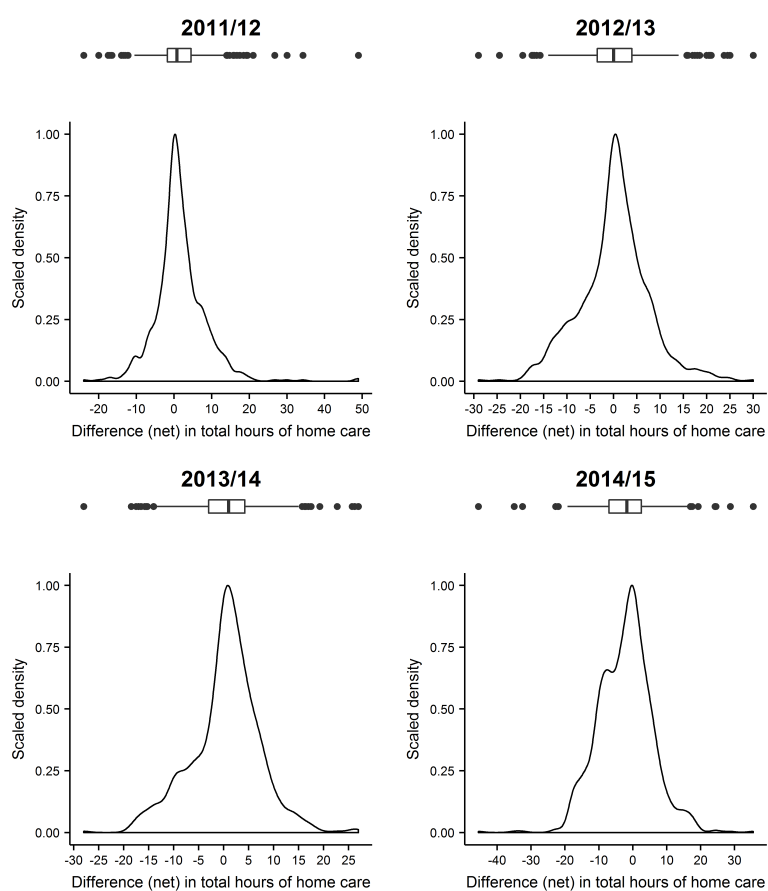 2011/12
2012/13
1.00
0.75
0.50
0.25
0.00
Scaled density
-20 -10 0 10 20 30 40 50
Difference (net) in total hours of home care
1.00
0.75
0.50
0.25
0.00
Scaled density
-30 -25 -20 -15 -10 -5 0 5 10 15 20 25 30
Difference (net) in total hours of home care
2013/14
2014/15
1.00
0.75
0.50
0.25
0.00
Scaled density
-30 -25 -20 -15 -10 -5 0 5 10 15 20 25
Difference (net) in total hours of home care
1.00
0.75
0.50
0.25
0.00
Scaled density
-40 -30 -20 -10 0 10 20 30
Difference (net) in total hours of home care